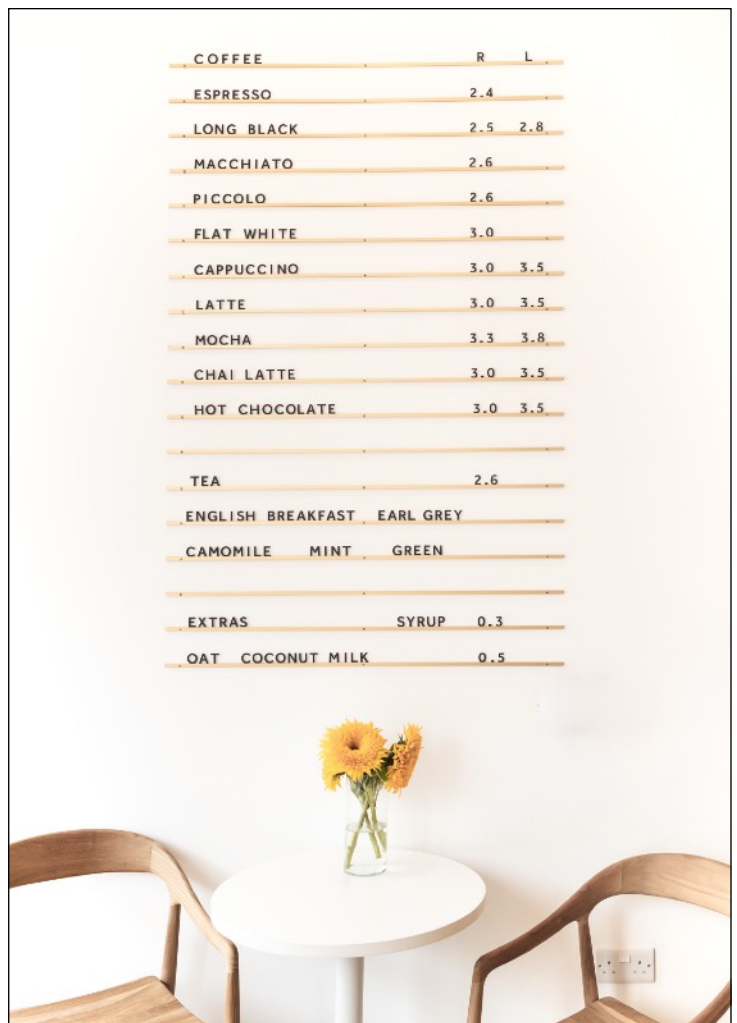 COFFEE R L
ESPRESSO 2.4
LONG BLACK 2.5 2.8
MACCHIATO 2.6
PICCOLO 2.6
FLAT WHITE 3.0
CAPPUCCINO 3.0 3.5
LATTE 3.0 3.5
MOCHA 3.3 3.8
CHAI LATTE 3.0 3.5
HOT CHOCOLATE 3.0 3.5
TEA 2.6
ENGLISH BREAKFAST EARL GREY
CAMOMILE MINT GREEN
EXTRAS SYRUP 0.3
OAT COCONUT MILK 0.5